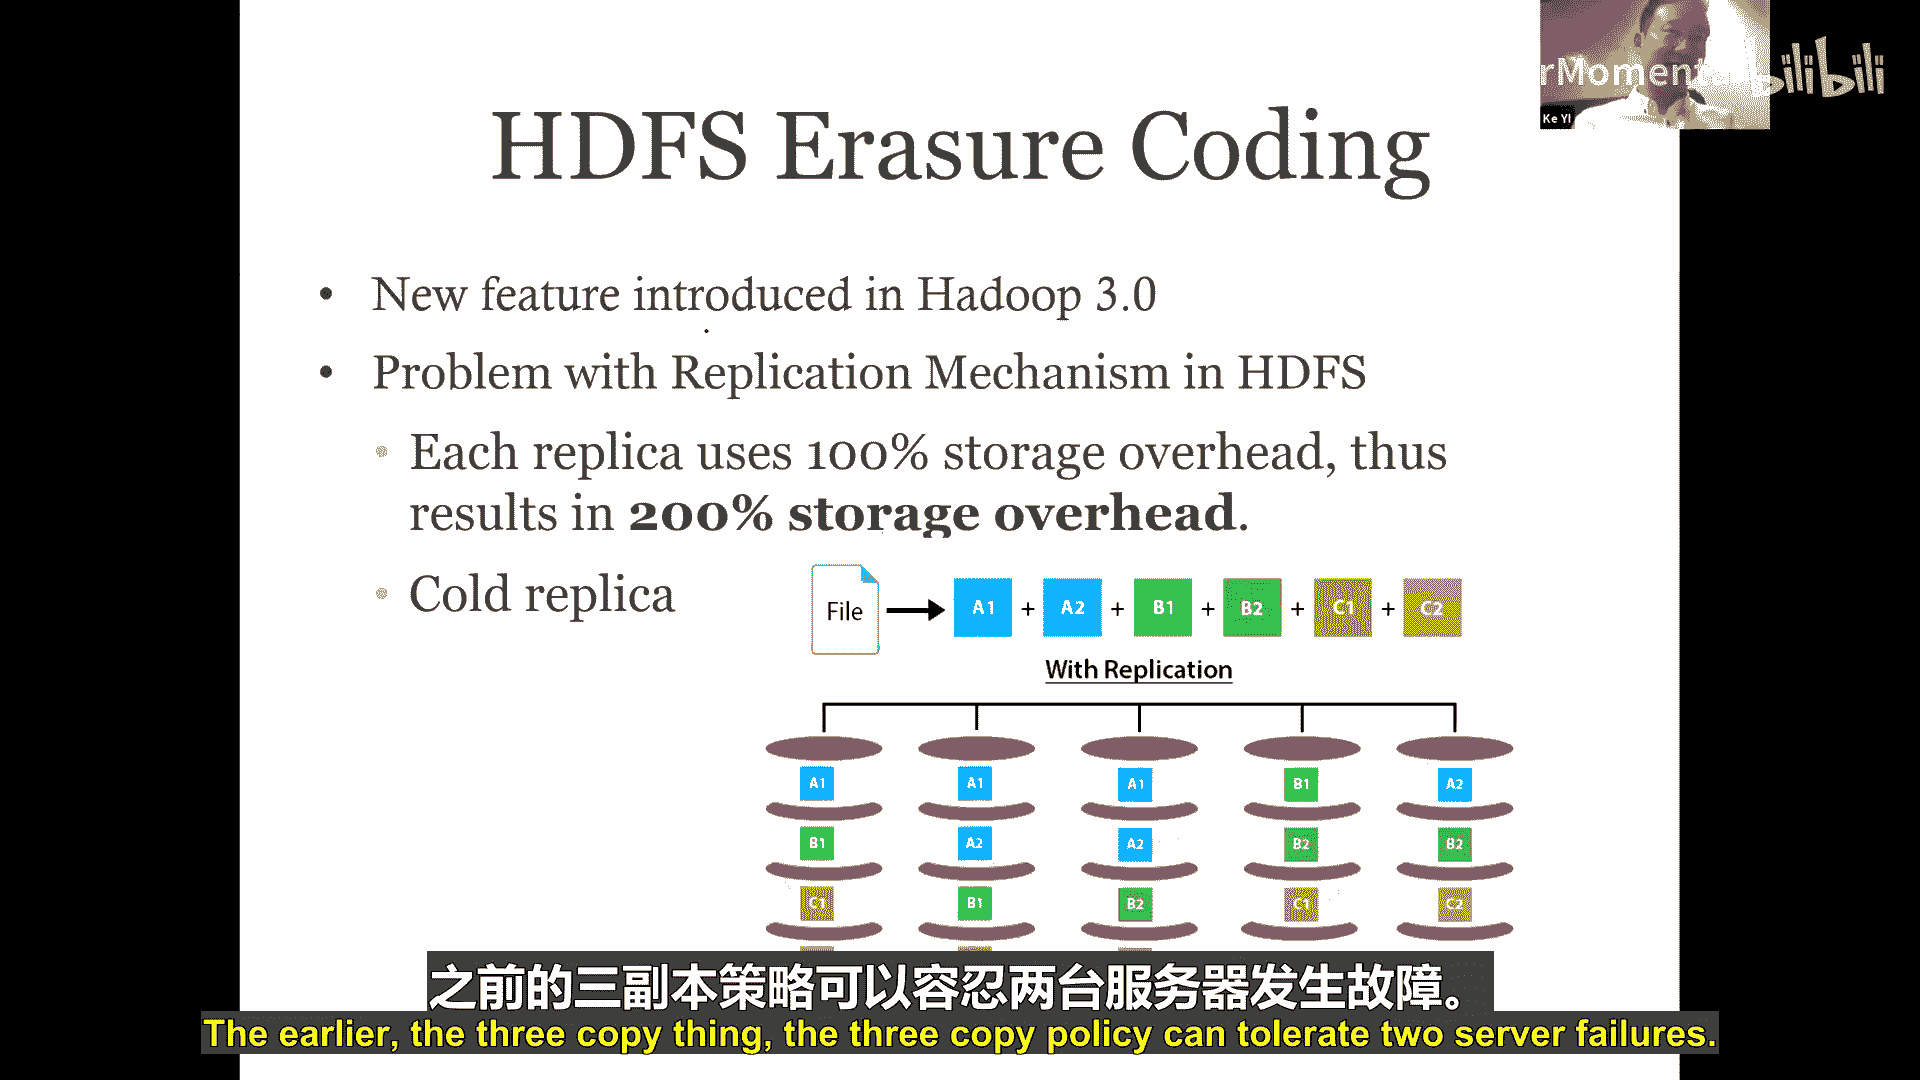 rMoment
bilibili
Ke YI
HDFS Erasure Coding
• New feature introduced in Hadoop 3.0
• Problem with Replication Mechanism in HDFS
• Each replica uses 100% storage overhead, thus
results in 200% storage overhead.
• Cold replica
File A1 + A2 + B1 + B2 + C1 + C2
With Replication
A1 A1 A1 B1 A2
B1 A2 A2 B2 B2
C1 B1 B2 C1 C2
之前的三副本策略可以容忍两台服务器发生故障。
The earlier, the three copy thing, the three copy policy can tolerate two server failures.